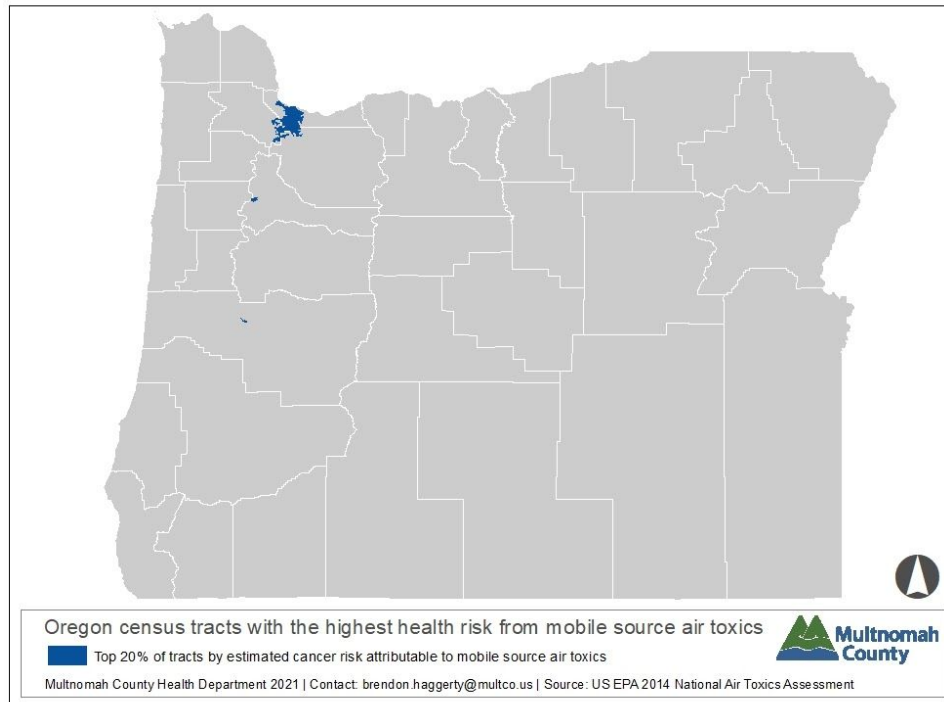 Oregon census tracts with the highest health risk from mobile source air toxics
Top 20% of tracts by estimated cancer risk attributable to mobile source air toxics
Multnomah County Health Department 2021 | Contact: brendon.haggerty@multco.us | Source: US EPA 2014 National Air Toxics Assessment
Multnomah
County